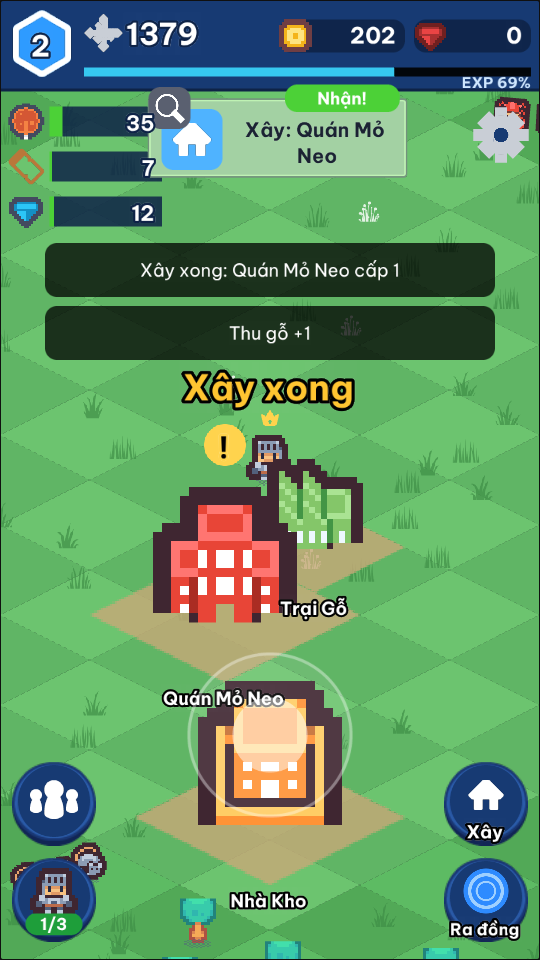 2
1379
202
0
EXP 69%
Nhận!
35
Xây: Quán Mỏ
Neo
7
12
Xây xong: Quán Mỏ Neo cấp 1
Thu gỗ +1
Xây xong
!
Trại Gỗ
Quán Mỏ Neo
Xây
Nhà Kho
1/3
Ra đồng